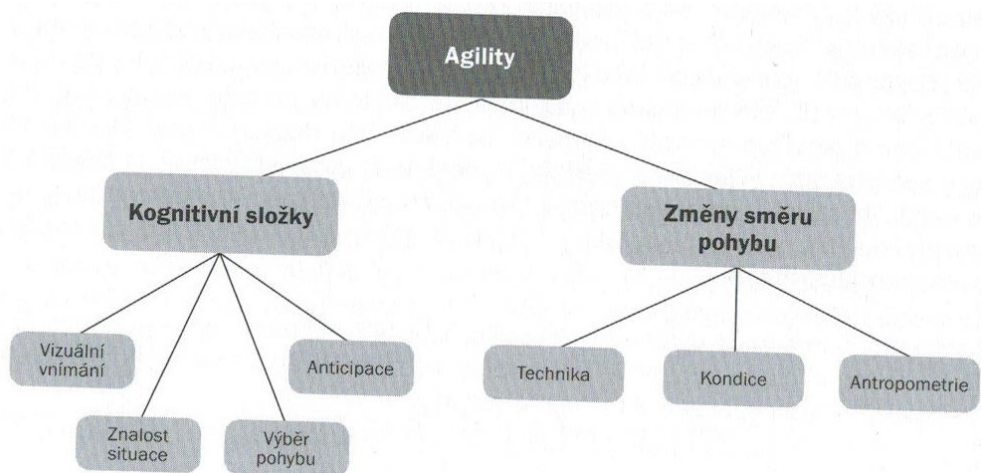 Agility
Kognitivní složky
Změny směru
pohybu
Vizuální
vnímání
Znalost
situace
Výběr
pohybu
Anticipace
Technika
Kondice
Antropometrie